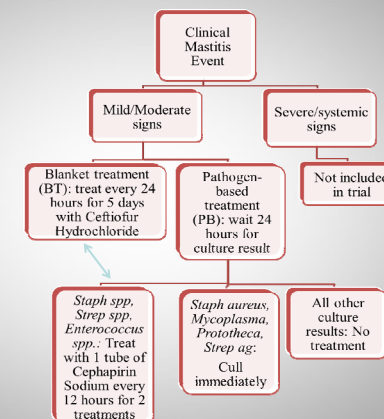 Clinical
Mastitis
Event
Mild/Moderate
signs
Severe/systemic
signs
Blanket treatment
(BT): treat every 24
hours for 5 days
with Ceftiofur
Hydrochloride
Pathogen-
based
treatment
(PB): wait 24
hours for
culture result
Not included
in trial
Staph spp,
Strep spp,
Enterococcus
spp.: Treat
with 1 tube of
Cephapirin
Sodium every
12 hours for 2
treatments
Staph aureus,
Mycoplasma,
Prototheca,
Strep ag:
Cull
immediately
All other
culture
results: No
treatment